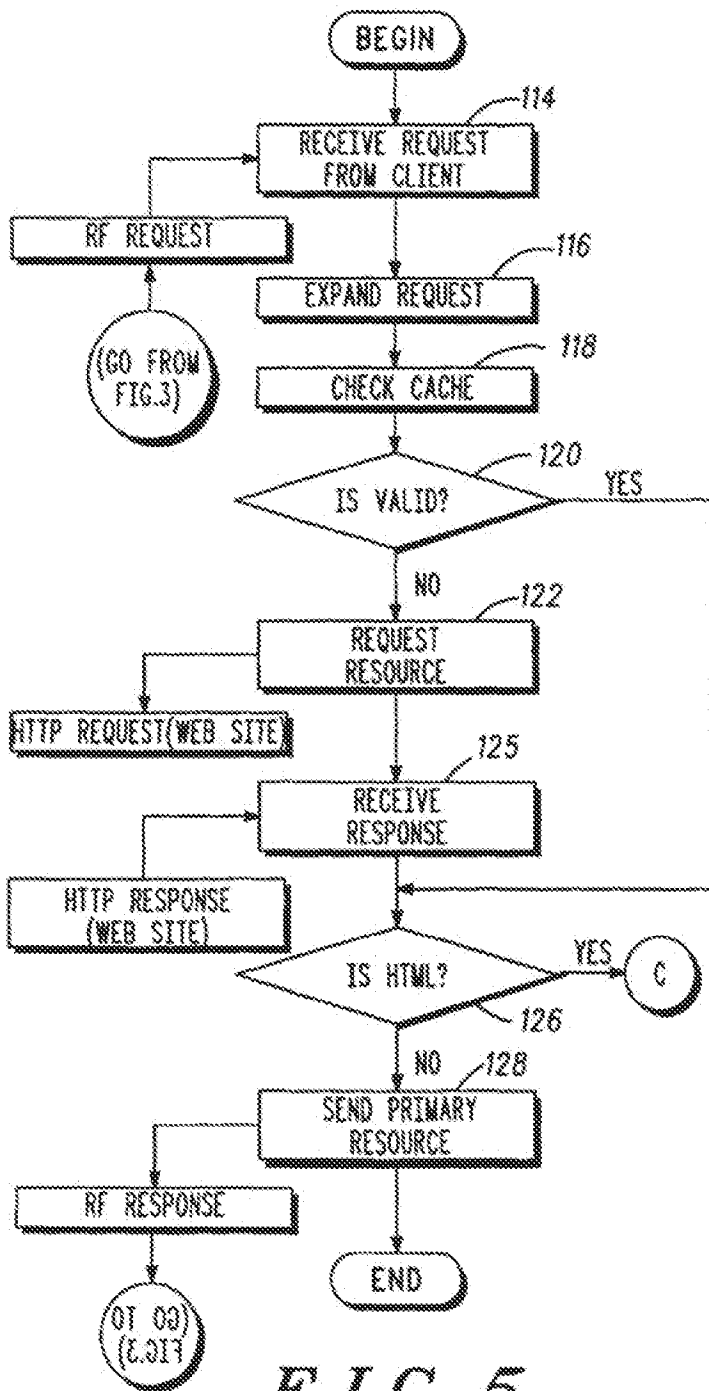 BEGIN
114
RECEIVE REQUEST
FROM CLIENT
RF REQUEST
116
EXPAND REQUEST
(GO FROM
FIG.3)
118
CHECK CACHE
120
IS VALID?
YES
NO
122
REQUEST
RESOURCE
HTTP REQUEST(WEB SITE)
125
RECEIVE
RESPONSE
HTTP RESPONSE
(WEB SITE)
IS HTML?
YES
C
126
NO
128
SEND PRIMARY
RESOURCE
RF RESPONSE
END
(GO TO
FIG.3)
FIG. 5